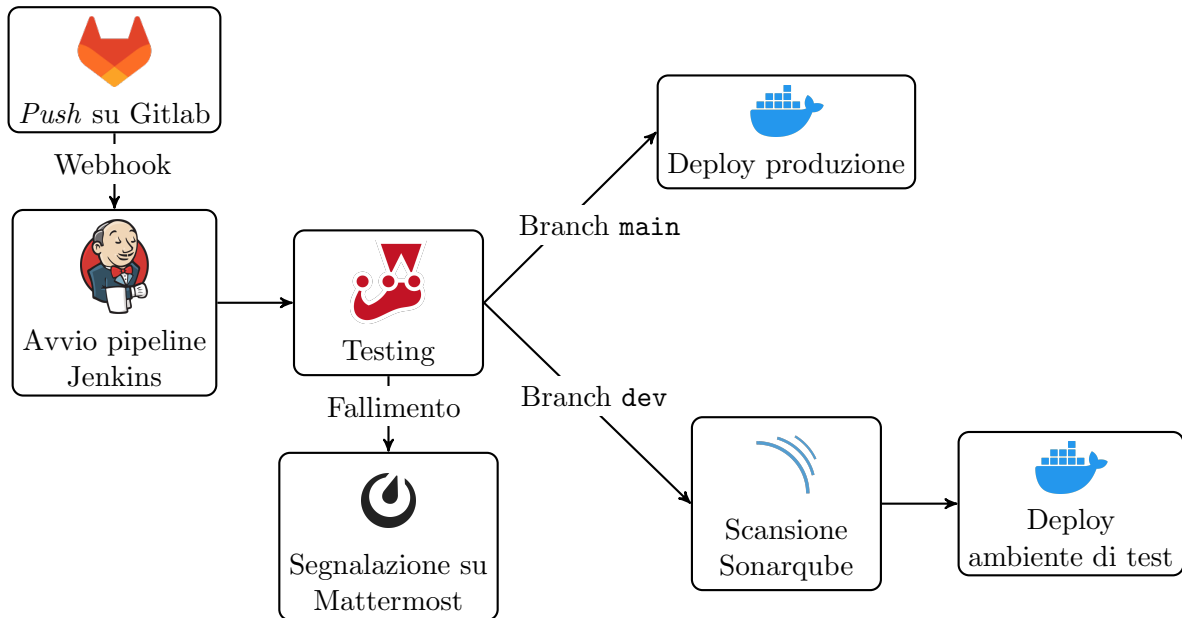 Push su Gitlab
Webhook
Avvio pipeline
Jenkins
Testing
Fallimento
Segnalazione su
Mattermost
Branch main
Deploy produzione
Branch dev
Scansione
Sonarqube
Deploy
ambiente di test